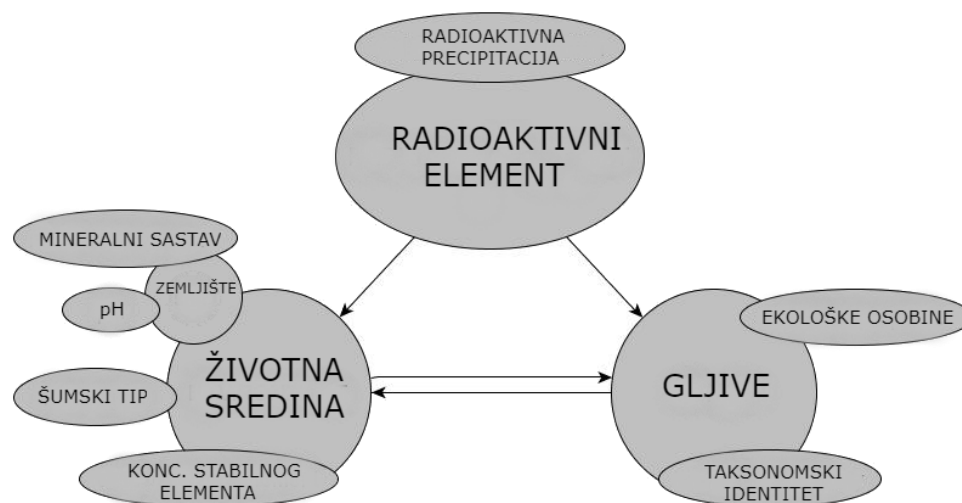 RADIOAKTIVNA
PRECIPITACIJA
RADIOAKTIVNI
ELEMENT
MINERALNI SASTAV
ZEMLJIŠTE
pH
ŽIVOTNA
SREDINA
ŠUMSKI TIP
KONC. STABILNOG
ELEMENTA
EKOLOŠKE OSOBINE
GLJIVE
TAKSONOMSKI
IDENTITET